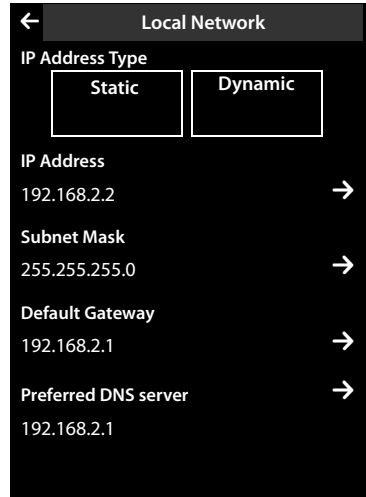 Local Network
IP Address Type
Static Dynamic
IP Address
192.168.2.2
Subnet Mask
255.255.255.0
Default Gateway
192.168.2.1
Preferred DNS server
192.168.2.1